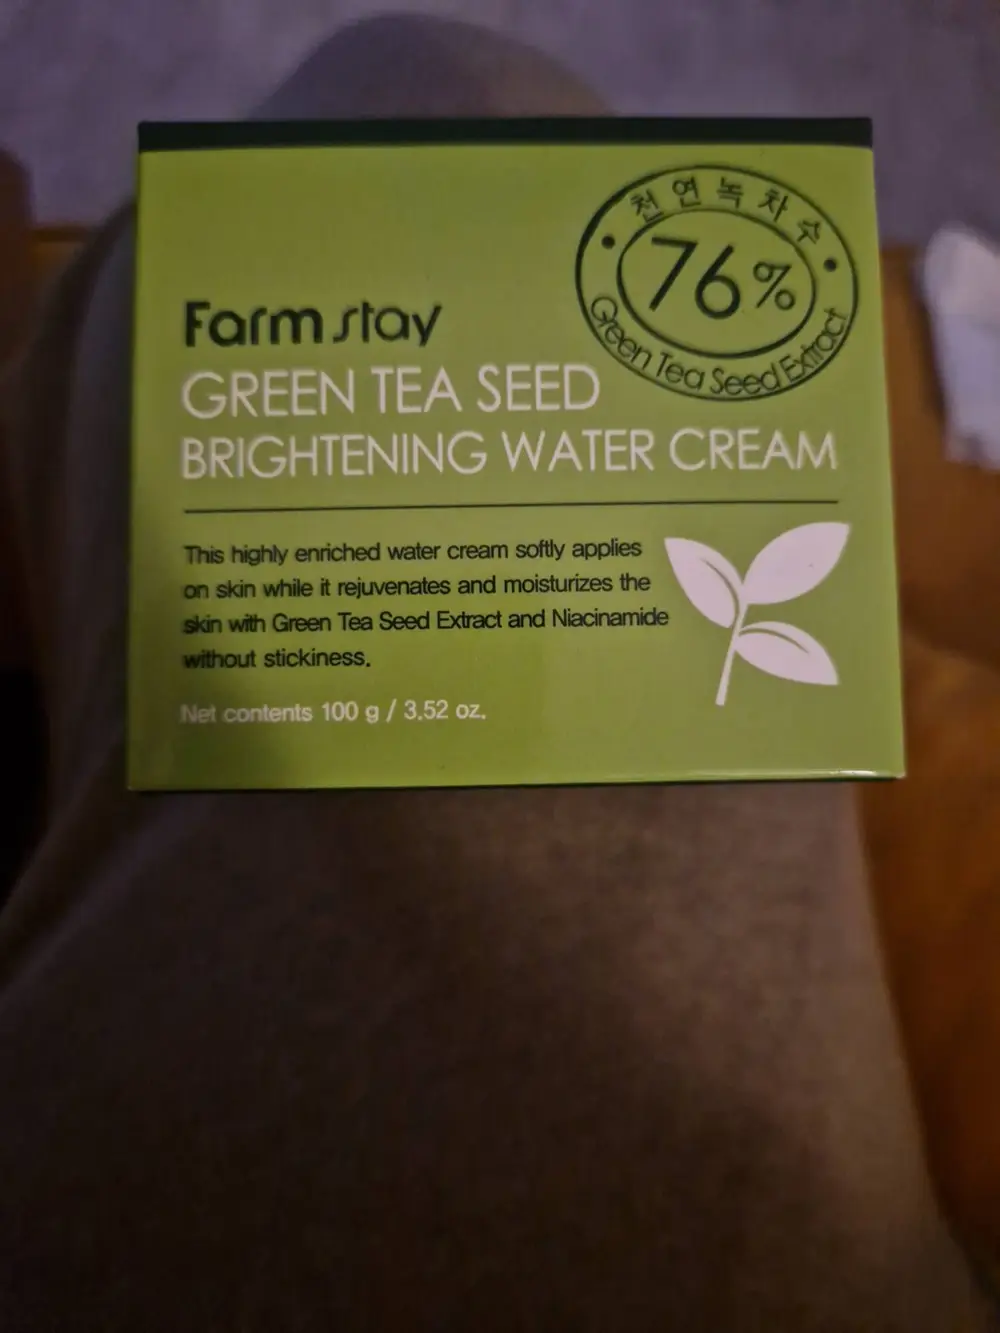 천연녹차수
76%
Green Tea Seed Extract
Farm stay
GREEN TEA SEED
BRIGHTENING WATER CREAM
This highly enriched water cream softly applies
on skin while it rejuvenates and moisturizes the
skin with Green Tea Seed Extract and Niacinamide
without stickiness.
Net contents 100 g / 3.52 oz.